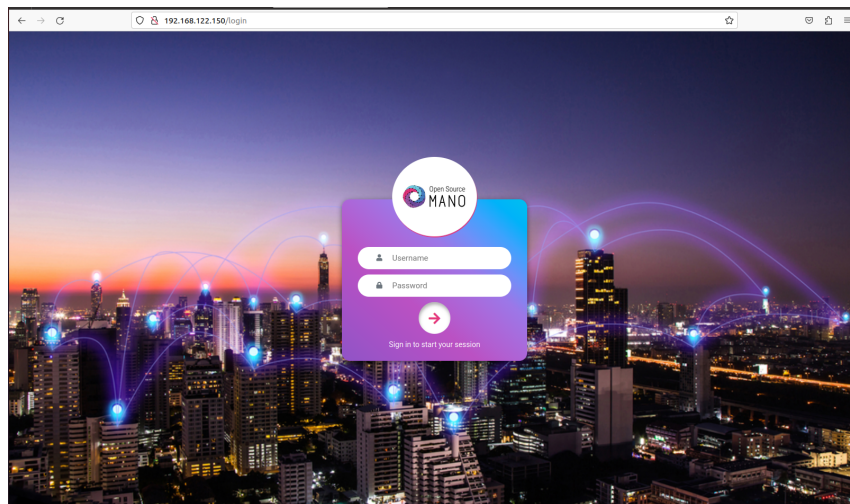 192.168.122.150/login
Open Source
MANO
Username
Password
Sign in to start your session